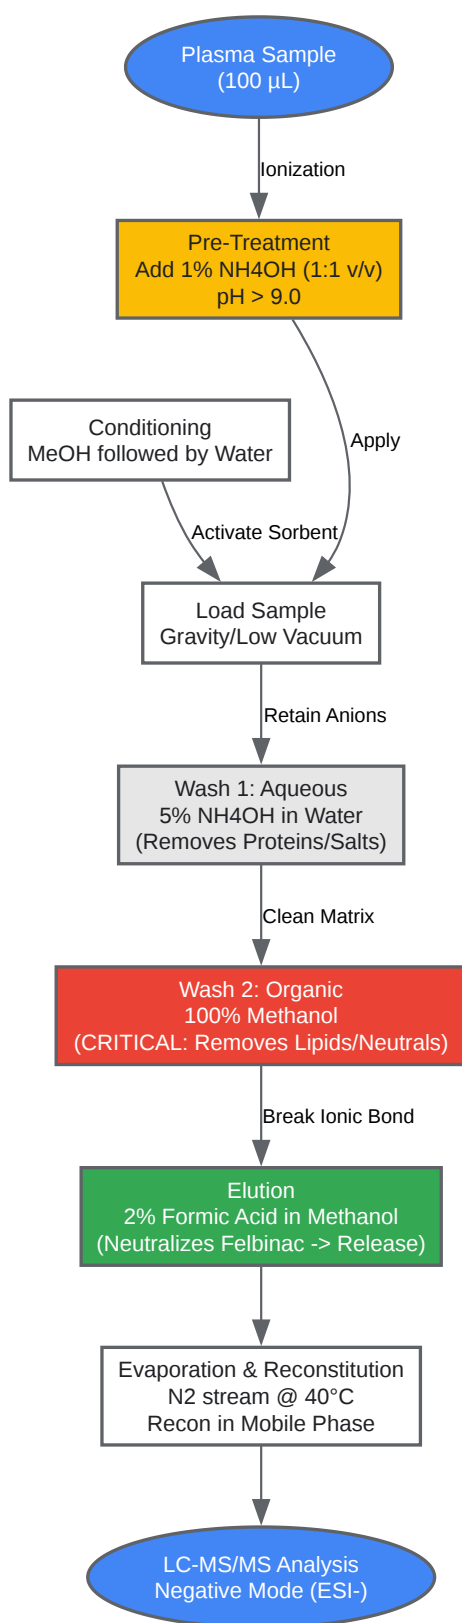 Plasma Sample
(100 µL)
Ionization
Pre-Treatment
Add 1% NH4OH (1:1 v/v)
pH > 9.0
Conditioning
MeOH followed by Water
Apply
Activate Sorbent
Load Sample
Gravity/Low Vacuum
Retain Anions
Wash 1: Aqueous
5% NH4OH in Water
(Removes Proteins/Salts)
Clean Matrix
Wash 2: Organic
100% Methanol
(CRITICAL: Removes Lipids/Neutrals)
Break Ionic Bond
Elution
2% Formic Acid in Methanol
(Neutralizes Felbinac -> Release)
Evaporation & Reconstitution
N2 stream @ 40°C
Recon in Mobile Phase
LC-MS/MS Analysis
Negative Mode (ESI-)